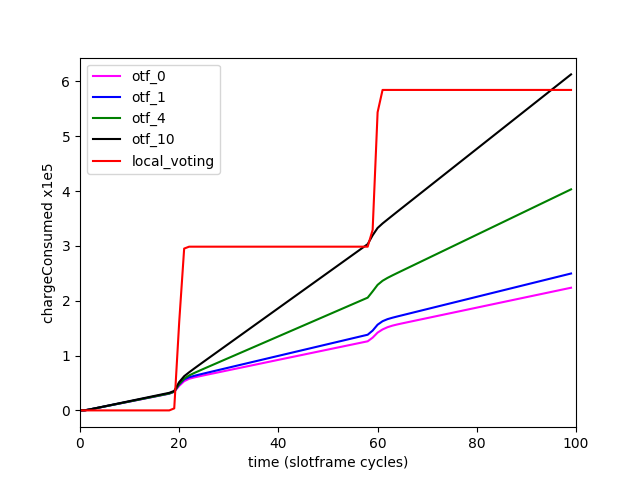 otf_0
otf_1
otf_4
otf_10
local_voting
chargeConsumed x1e5
6
5
4
3
2
1
0
0 20 40 60 80 100
time (slotframe cycles)